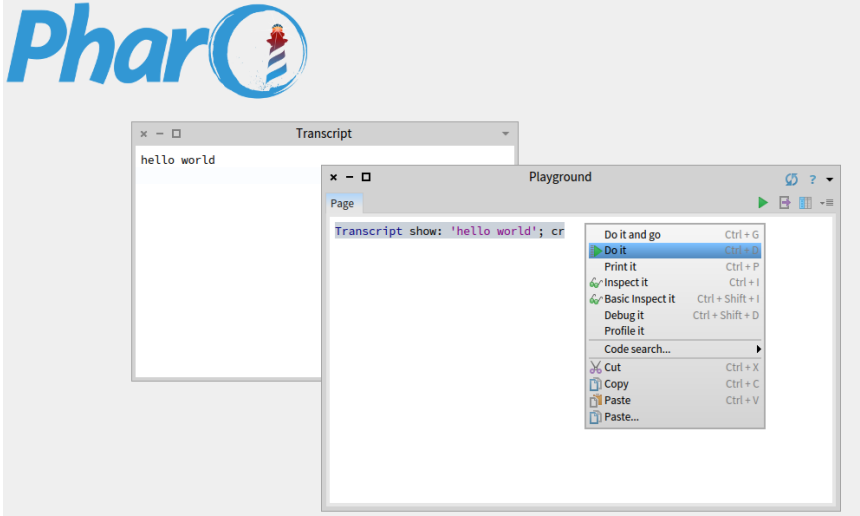 Pharo
Transcript
hello world
Playground
?
Page
Transcript show: 'hello world'; cr
Do it and go Ctrl + G
Do it Ctrl + D
Print it Ctrl + P
Inspect it Ctrl + I
Basic Inspect it Ctrl + Shift + I
Debug it Ctrl + Shift + D
Profile it
Code search...
Cut Ctrl + X
Copy Ctrl + C
Paste Ctrl + V
Paste...